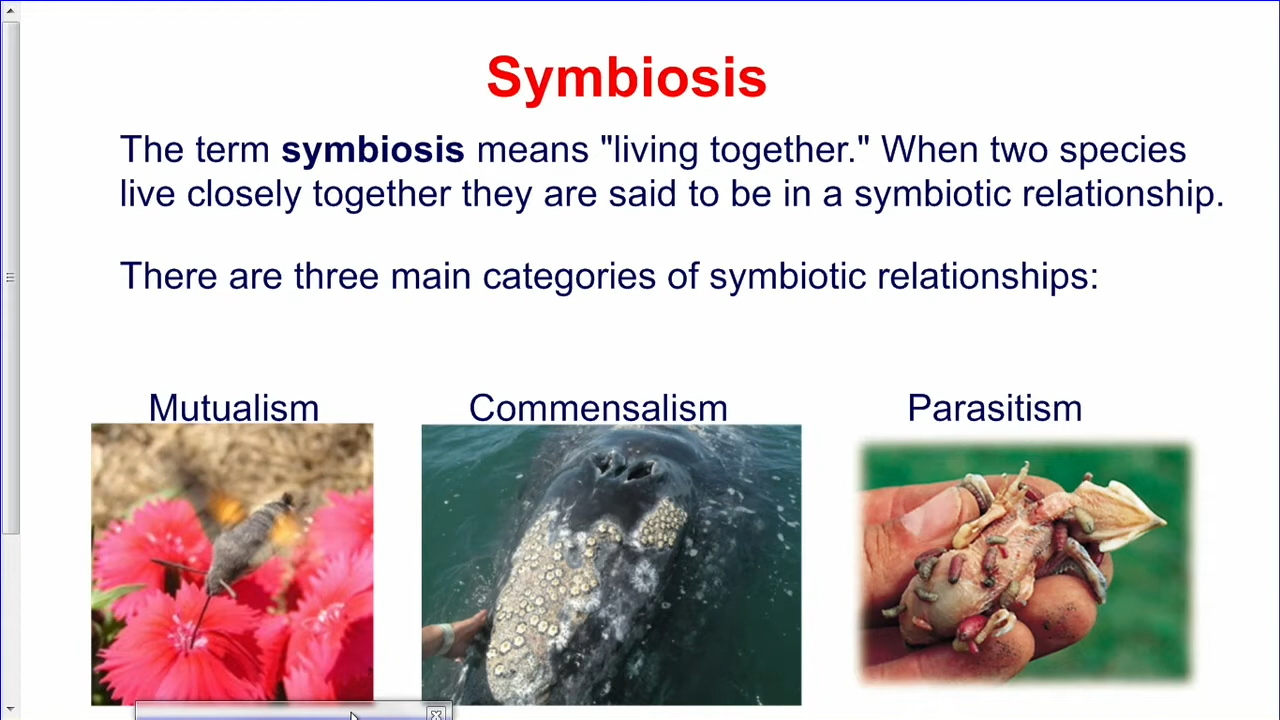 Symbiosis
The term symbiosis means "living together." When two species
live closely together they are said to be in a symbiotic relationship.
There are three main categories of symbiotic relationships:
Mutualism
Commensalism
Parasitism